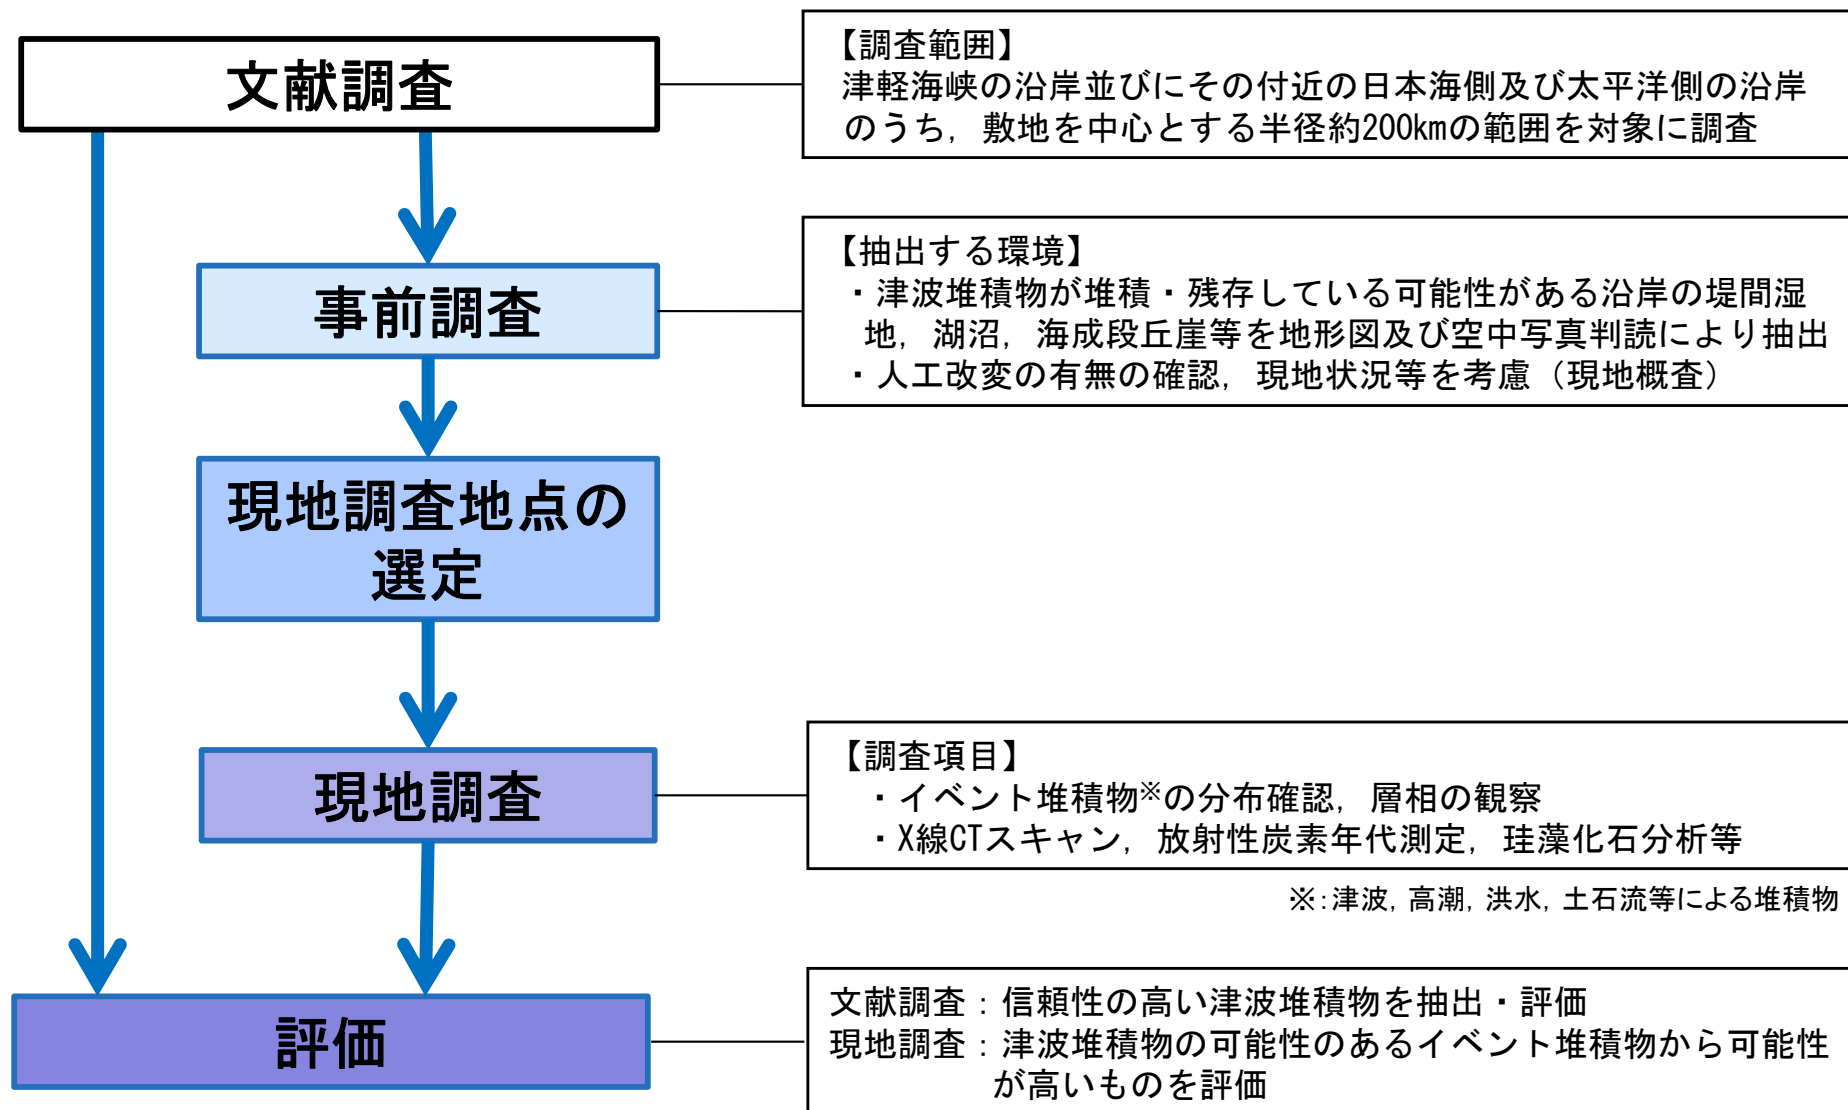 文献調査
【調査範囲】
津軽海峡の沿岸並びにその付近の日本海側及び太平洋側の沿岸
のうち，敷地を中心とする半径約200kmの範囲を対象に調査
事前調査
【抽出する環境】
・津波堆積物が堆積・残存している可能性がある沿岸の堤間湿
地，湖沼，海成段丘崖等を地形図及び空中写真判読により抽出
・人工改変の有無の確認，現地状況等を考慮（現地概査）
現地調査地点の
選定
現地調査
【調査項目】
・イベント堆積物※の分布確認，層相の観察
・X線CTスキャン，放射性炭素年代測定，珪藻化石分析等
※：津波，高潮，洪水，土石流等による堆積物
評価
文献調査：信頼性の高い津波堆積物を抽出・評価
現地調査：津波堆積物の可能性のあるイベント堆積物から可能性
が高いものを評価